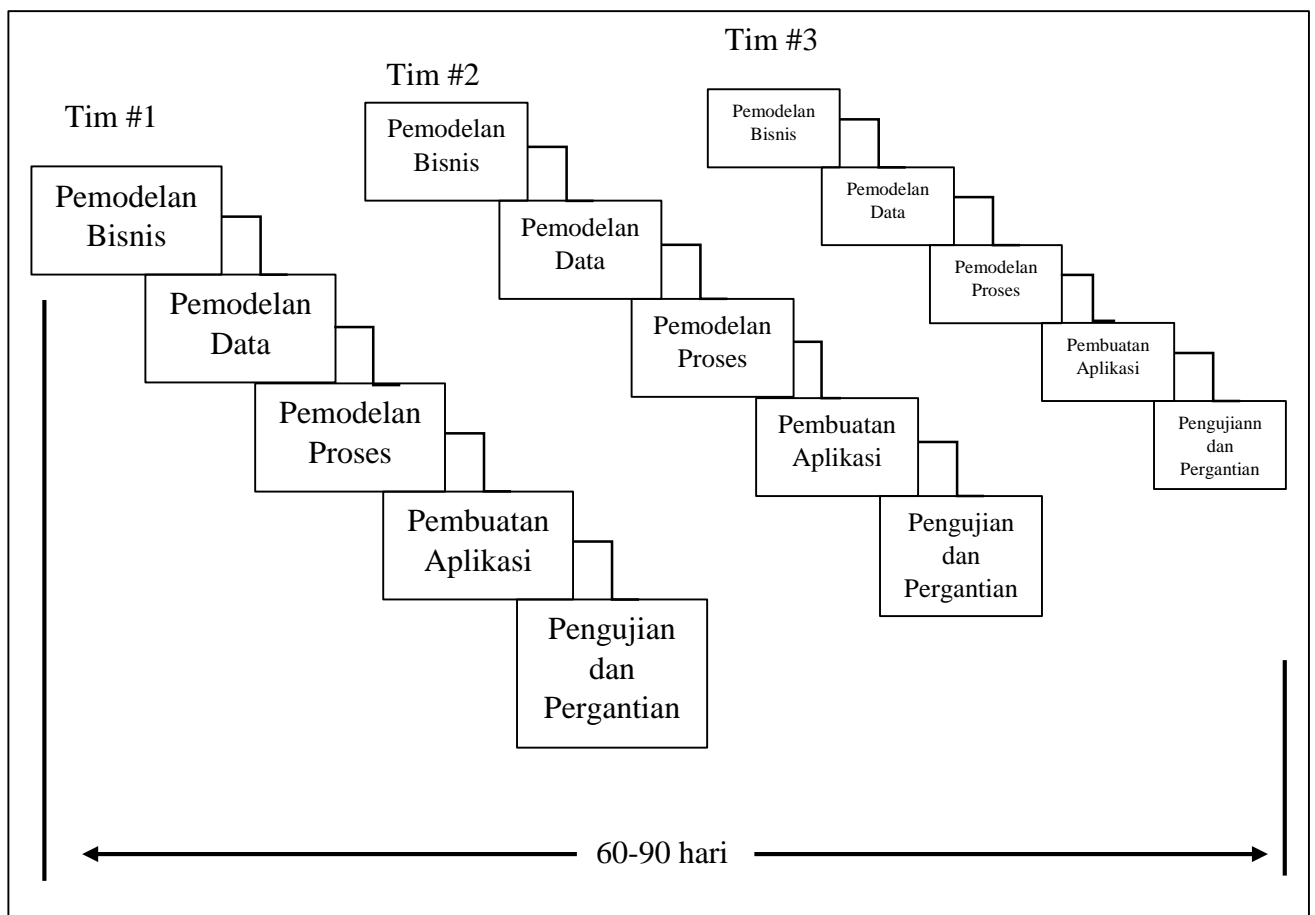 Tim #1
Pemodelan
Bisnis
Pemodelan
Data
Pemodelan
Proses
Pembuatan
Aplikasi
Pengujian
dan
Pergantian
Tim #2
Pemodelan
Bisnis
Pemodelan
Data
Pemodelan
Proses
Pembuatan
Aplikasi
Pengujian
dan
Pergantian
Tim #3
Pemodelan
Bisnis
Pemodelan
Data
Pemodelan
Proses
Pembuatan
Aplikasi
Pengujiann
dan
Pergantian
60-90 hari